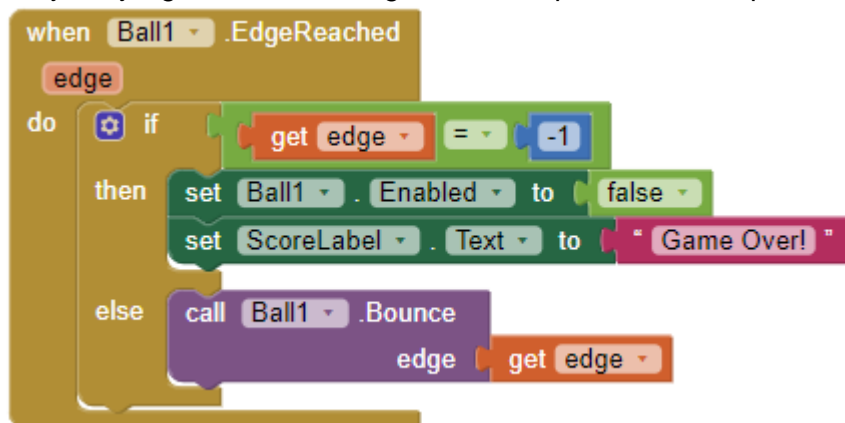 when Ball1 .EdgeReached
edge
do if get edge = -1
then set Ball1 . Enabled to false
set ScoreLabel . Text to " Game Over! "
else call Ball1 .Bounce
edge get edge